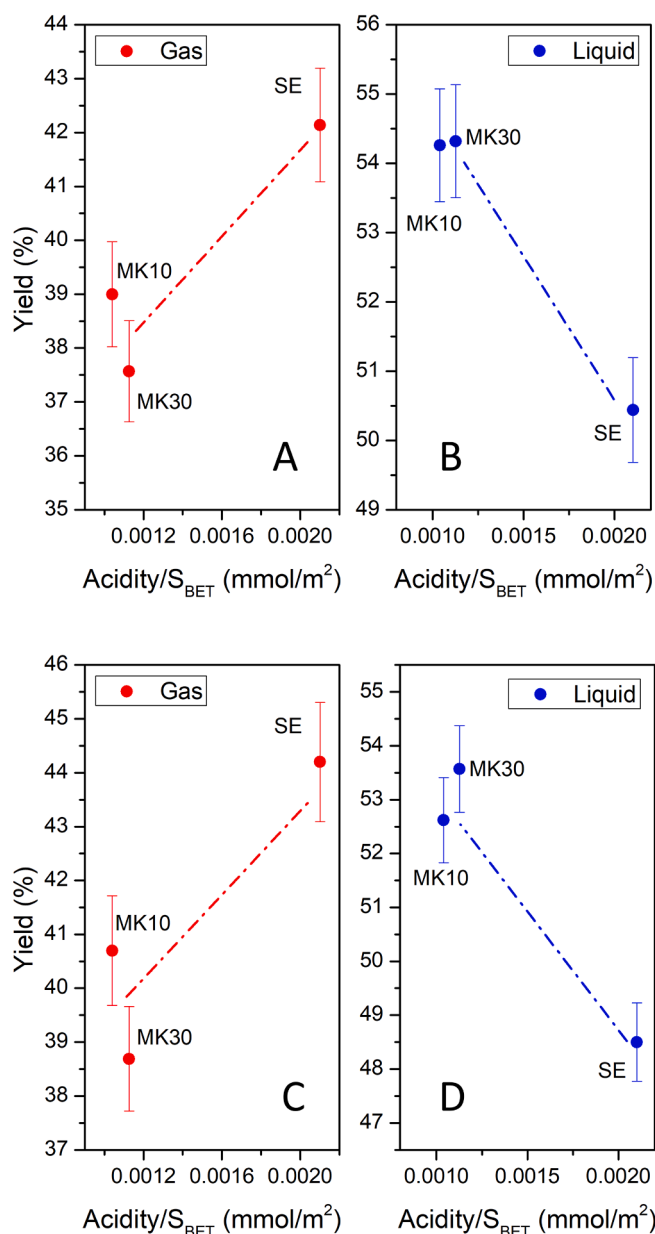 Gas
44
43
42
41
40
39
38
37
36
35
Yield (%)
SE
MK10
MK30
A
0.0012 0.0016 0.0020
Acidity/S_BET (mmol/m²)
Liquid
56
55
54
53
52
51
50
49
MK30
MK10
SE
B
0.0010 0.0015 0.0020
Acidity/S_BET (mmol/m²)
Gas
46
45
44
43
42
41
40
39
38
37
Yield (%)
SE
MK10
MK30
C
0.0012 0.0016 0.0020
Acidity/S_BET (mmol/m²)
Liquid
55
54
53
52
51
50
49
48
47
MK30
MK10
SE
D
0.0010 0.0015 0.0020
Acidity/S_BET (mmol/m²)